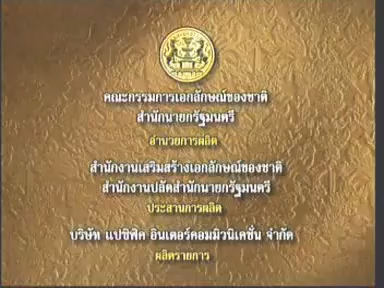 คณะกรรมการเอกลักษณ์ของชาติ
สำนักนายกรัฐมนตรี
อำนวยการผลิต
สำนักงานเสริมสร้างเอกลักษณ์ของชาติ
สำนักงานปลัดสำนักนายกรัฐมนตรี
ประสานการผลิต
บริษัท แปซิฟิค อินเตอร์คอมมิวนิเคชั่น จำกัด
ผลิตรายการ